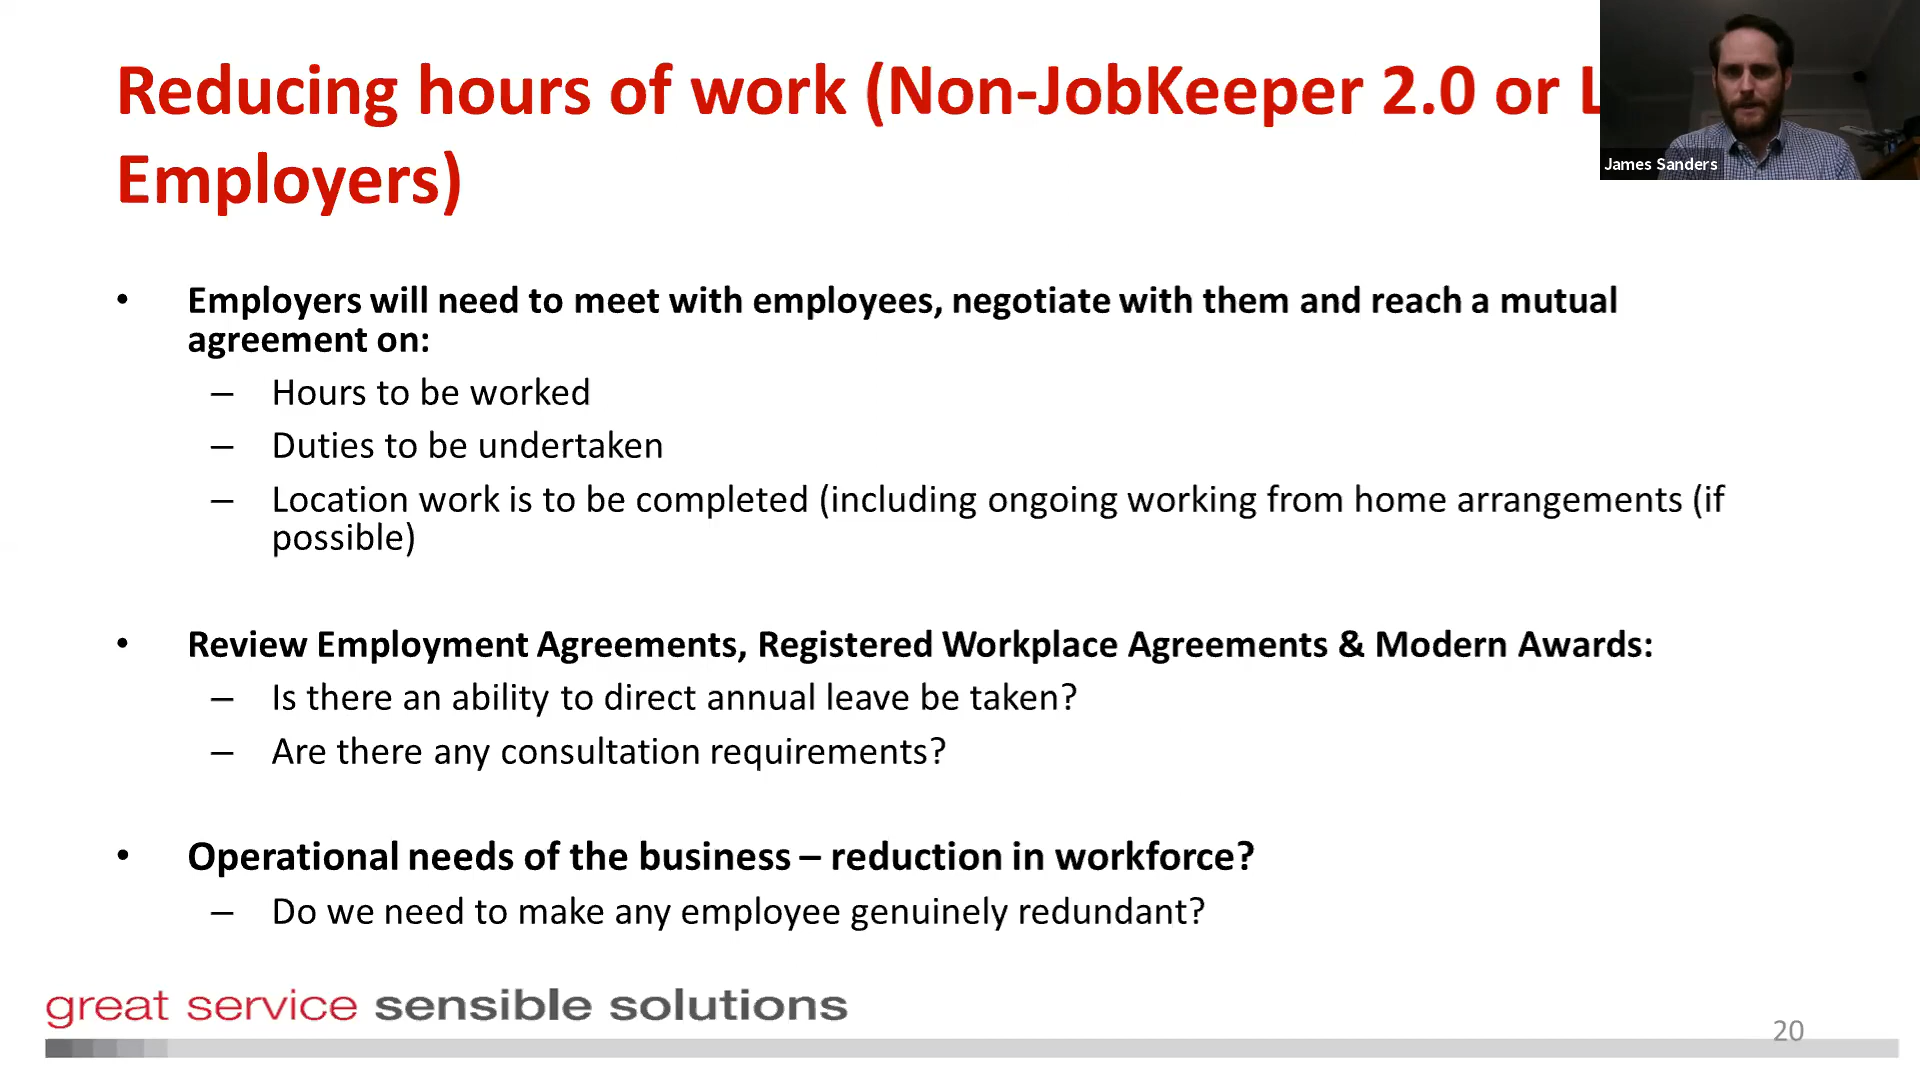 Reducing hours of work (Non-JobKeeper 2.0 or
Employers)
James Sanders
• Employers will need to meet with employees, negotiate with them and reach a mutual
agreement on:
– Hours to be worked
– Duties to be undertaken
– Location work is to be completed (including ongoing working from home arrangements (if
possible)
• Review Employment Agreements, Registered Workplace Agreements & Modern Awards:
– Is there an ability to direct annual leave be taken?
– Are there any consultation requirements?
• Operational needs of the business – reduction in workforce?
– Do we need to make any employee genuinely redundant?
great service sensible solutions
20